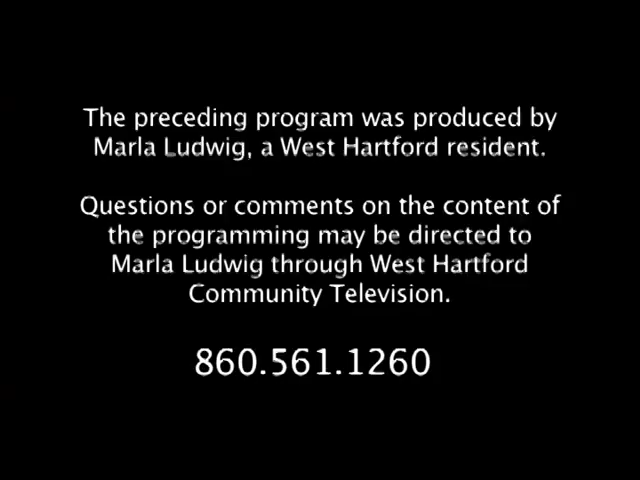 The preceding program was produced by
Marla Ludwig, a West Hartford resident.
Questions or comments on the content of
the programming may be directed to
Marla Ludwig through West Hartford
Community Television.
860.561.1260